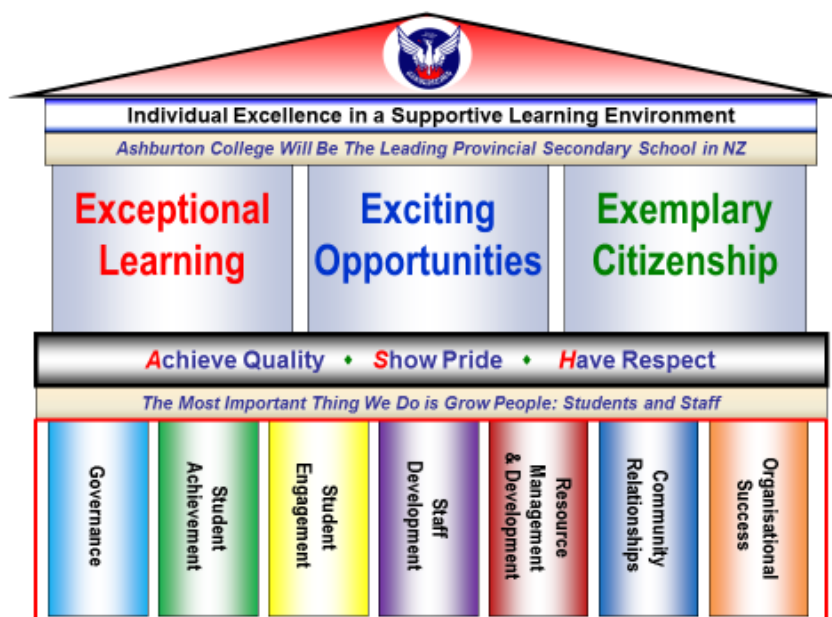 Individual Excellence in a Supportive Learning Environment
Ashburton College Will Be The Leading Provincial Secondary School in NZ
Exceptional
Learning
Exciting
Opportunities
Exemplary
Citizenship
Achieve Quality ♦ Show Pride ♦ Have Respect
The Most Important Thing We Do is Grow People: Students and Staff
Governance
Student
Achievement
Student
Engagement
Staff
Development
Resource
Management
& Development
Community
Relationships
Organisational
Success